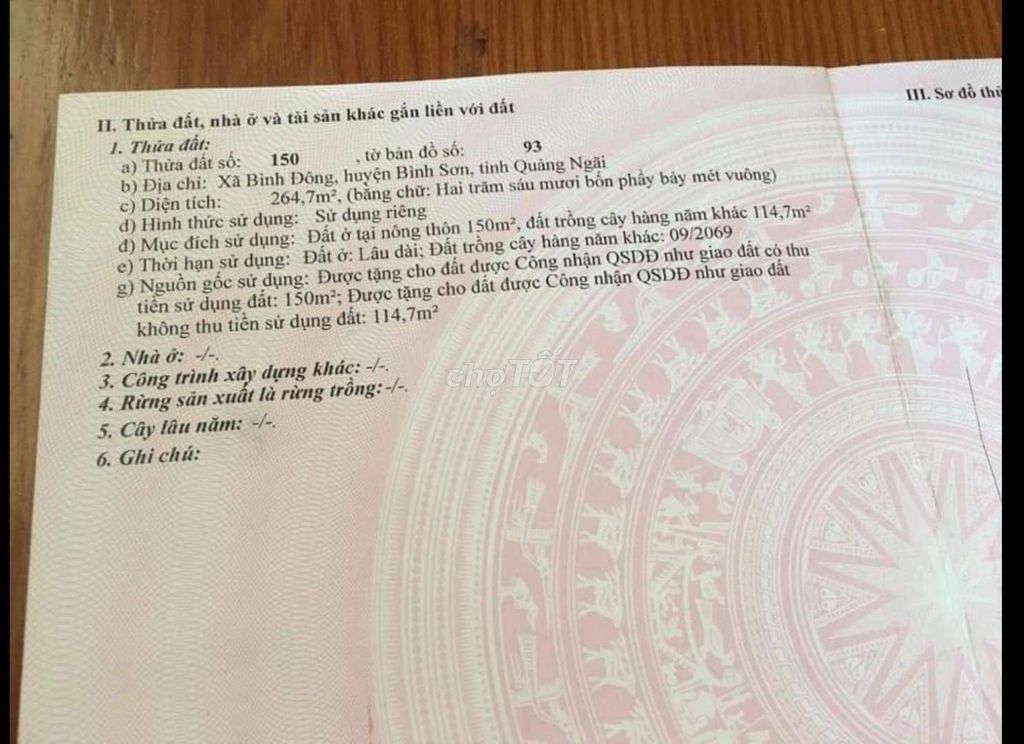 II. Thửa đất, nhà ở và tài sản khác gắn liền với đất
1. Thửa đất:
a) Thửa đất số: 150 , tờ bản đồ số: 93
b) Địa chỉ: Xã Bình Đông, huyện Bình Sơn, tỉnh Quảng Ngãi
c) Diện tích: 264,7m², (bằng chữ: Hai trăm sáu mươi bốn phẩy bảy mét vuông)
d) Hình thức sử dụng: Sử dụng riêng
đ) Mục đích sử dụng: Đất ở tại nông thôn 150m², đất trồng cây hàng năm khác 114,7m²
e) Thời hạn sử dụng: Đất ở: Lâu dài; Đất trồng cây hàng năm khác: 09/2069
g) Nguồn gốc sử dụng: Được tặng cho đất được Công nhận QSDĐ như giao đất có thu
tiền sử dụng đất: 150m²; Được tặng cho đất được Công nhận QSDĐ như giao đất
không thu tiền sử dụng đất: 114,7m²
2. Nhà ở: -/-.
3. Công trình xây dựng khác: -/-.
4. Rừng sản xuất là rừng trồng: -/-.
5. Cây lâu năm: -/-.
6. Ghi chú:
III. Sơ đồ thử
chợTỐT